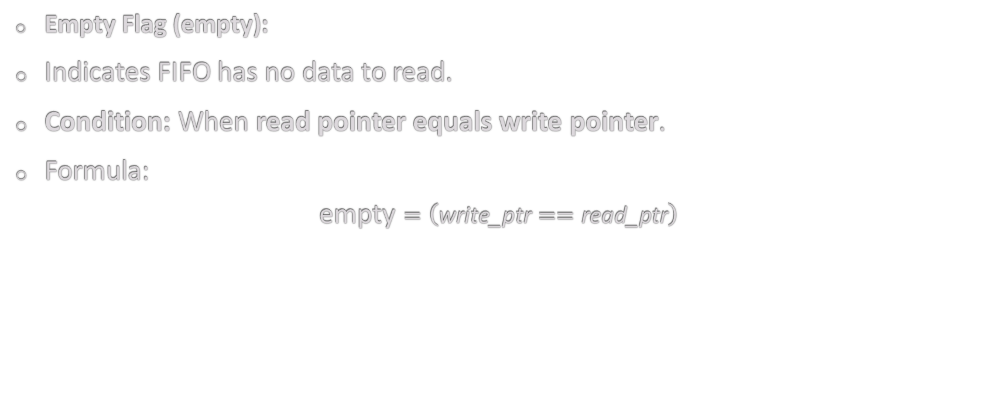 ○ Empty Flag (empty):
○ Indicates FIFO has no data to read.
○ Condition: When read pointer equals write pointer.
○ Formula:
empty = (write_ptr == read_ptr)